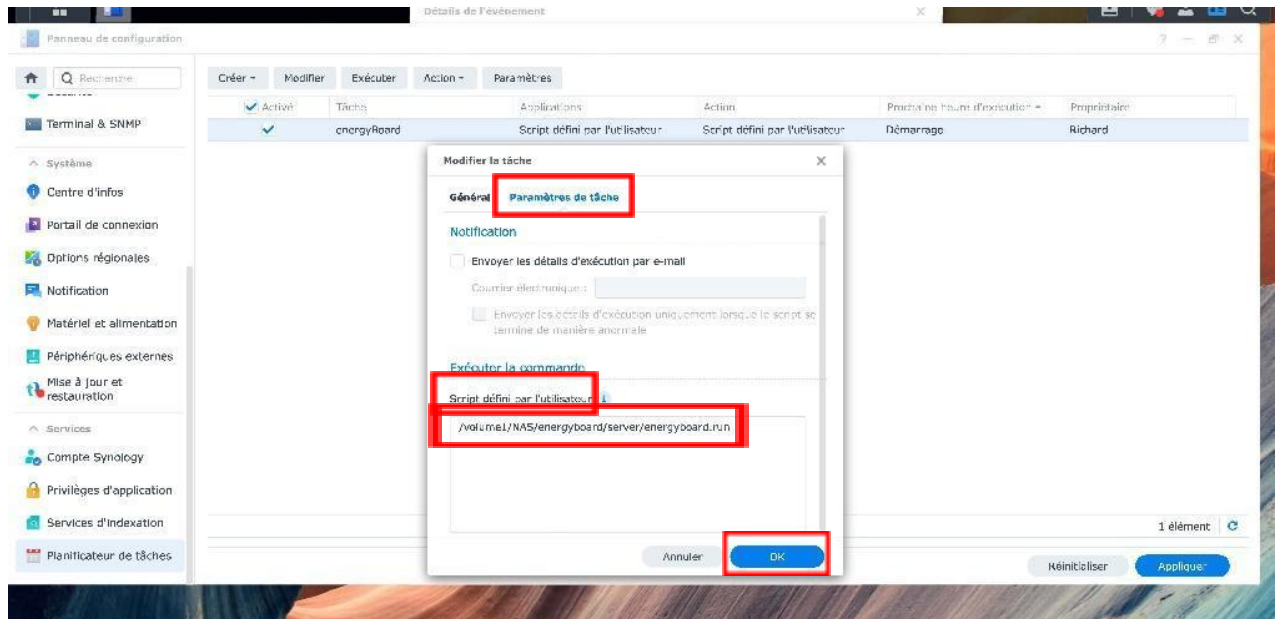 Détails de l'événement
Panneau de configuration
Recherche
Créer Modifier Exécuter Action Paramètres
Activé Tâche Applications Action Prochaine heure d'exécution Propriétaire
energyBoard Script défini par l'utilisateur Script défini par l'utilisateur Démarrage Richard
Terminal & SNMP
Système
Centre d'infos
Portail de connexion
Options régionales
Notification
Matériel et alimentation
Périphériques externes
Mise à jour et
restauration
Services
Compte Synology
Privilèges d'application
Services d'indexation
Planificateur de tâches
Modifier la tâche
Général Paramètres de tâche
Notification
Envoyer les détails d'exécution par e-mail
Courrier électronique :
Envoyer les détails d'exécution uniquement lorsque le script se
termine de manière anormale
Exécuter la commande
Script défini par l'utilisateur
/volume1/NAS/energyboard/server/energyboard.run
Annuler OK
1 élément
Réinitialiser Appliquer